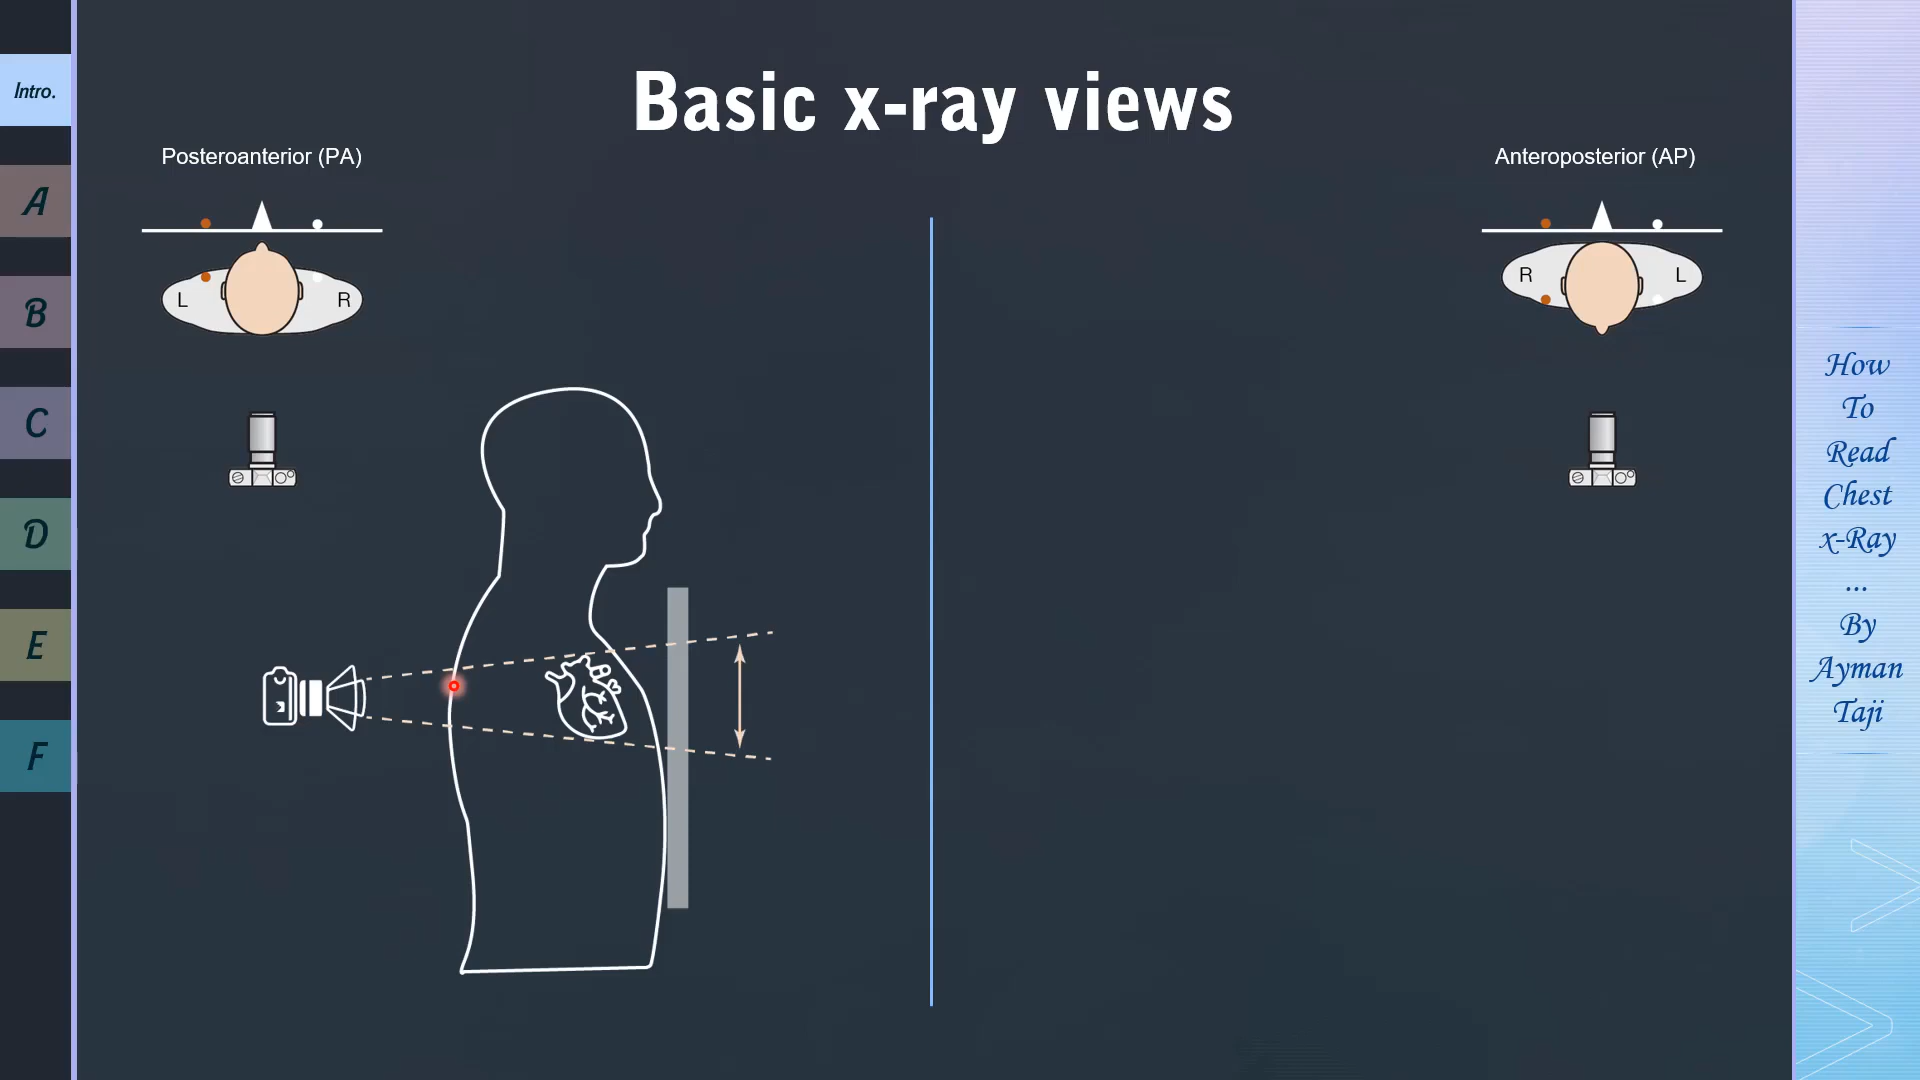 Basic x-ray views
Intro.
A
B
C
D
E
F
Posteroanterior (PA)
L
R
Anteroposterior (AP)
R
L
How
To
Read
Chest
x-Ray
...
By
Ayman
Taji